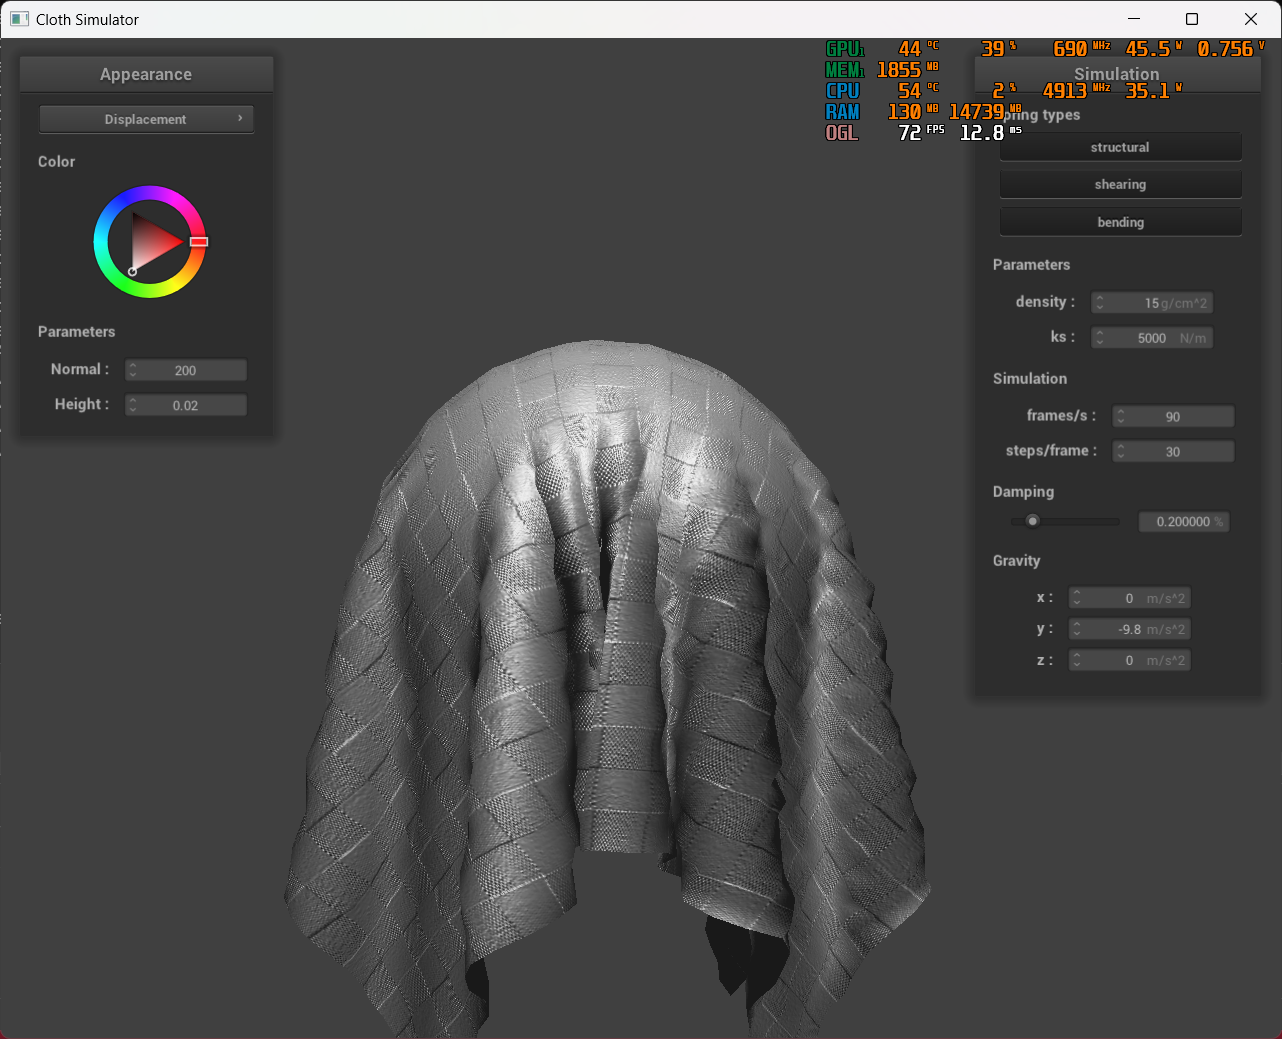 Cloth Simulator
GPU1 44 °C 39 % 690 MHz 45.5 W 0.756 V
MEM1 1855 MB
CPU 54 °C 2 % 4913 MHz 35.1 W
RAM 130 MB 14739 MB
OGL 72 FPS 12.8 ms
Appearance
Displacement
Color
Parameters
Normal : 200
Height : 0.02
Simulation
pring types
structural
shearing
bending
Parameters
density : 15 g/cm^2
ks : 5000 N/m
Simulation
frames/s : 90
steps/frame : 30
Damping
0.200000 %
Gravity
x : 0 m/s^2
y : -9.8 m/s^2
z : 0 m/s^2